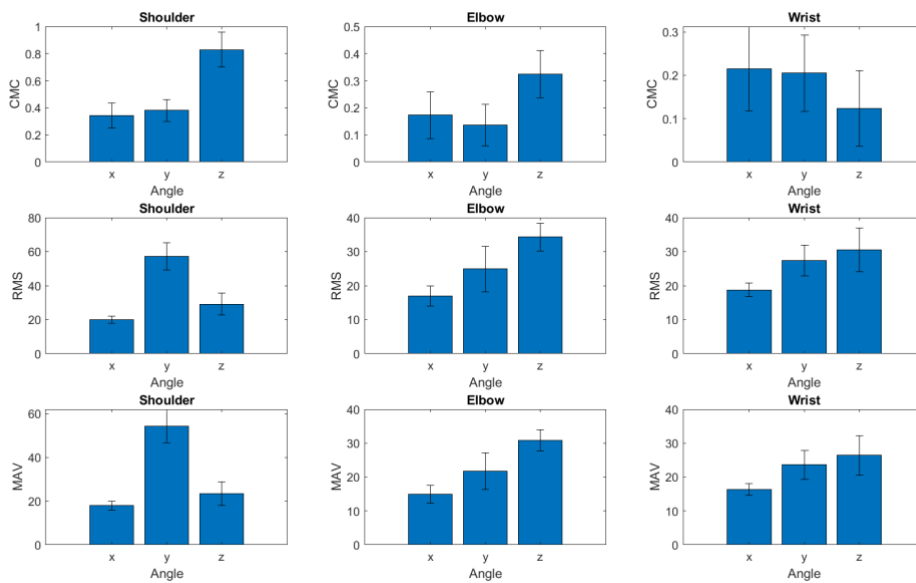 Shoulder
CMC
1
0.8
0.6
0.4
0.2
0
x y z
Angle
Elbow
CMC
0.5
0.4
0.3
0.2
0.1
0
x y z
Angle
Wrist
CMC
0.3
0.2
0.1
0
x y z
Angle
Shoulder
RMS
80
60
40
20
0
x y z
Angle
Elbow
RMS
40
30
20
10
0
x y z
Angle
Wrist
RMS
40
30
20
10
0
x y z
Angle
Shoulder
MAV
60
40
20
0
x y z
Angle
Elbow
MAV
40
30
20
10
0
x y z
Angle
Wrist
MAV
40
30
20
10
0
x y z
Angle